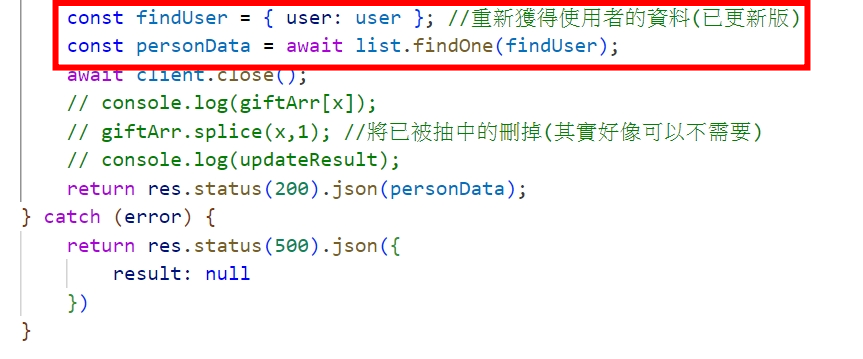 const findUser = { user: user }; //重新獲得使用者的資料(已更新版)
const personData = await list.findOne(findUser);
await client.close();
// console.log(giftArr[x]);
// giftArr.splice(x,1); //將已被抽中的刪掉(其實好像可以不需要)
// console.log(updateResult);
return res.status(200).json(personData);
} catch (error) {
return res.status(500).json({
result: null
})
}